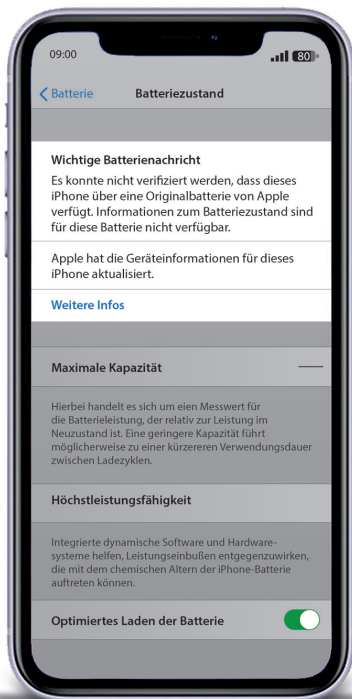 09:00
80
Batterie
Batteriezustand
Wichtige Batterienachricht
Es konnte nicht verifiziert werden, dass dieses
iPhone über eine Originalbatterie von Apple
verfügt. Informationen zum Batteriezustand sind
für diese Batterie nicht verfügbar.
Apple hat die Geräteinformationen für dieses
iPhone aktualisiert.
Weitere Infos
Maximale Kapazität —
Hierbei handelt es sich um eien Messwert für
die Batterieleistung, der relativ zur Leistung im
Neuzustand ist. Eine geringere Kapazität führt
möglicherweise zu einer kürzereren Verwendungsdauer
zwischen Ladezyklen.
Höchstleistungsfähigkeit
Integrierte dynamische Software und Hardware-
systeme helfen, Leistungseinbußen entgegenzuwirken,
die mit dem chemischen Altern der iPhone-Batterie
auftreten können.
Optimiertes Laden der Batterie